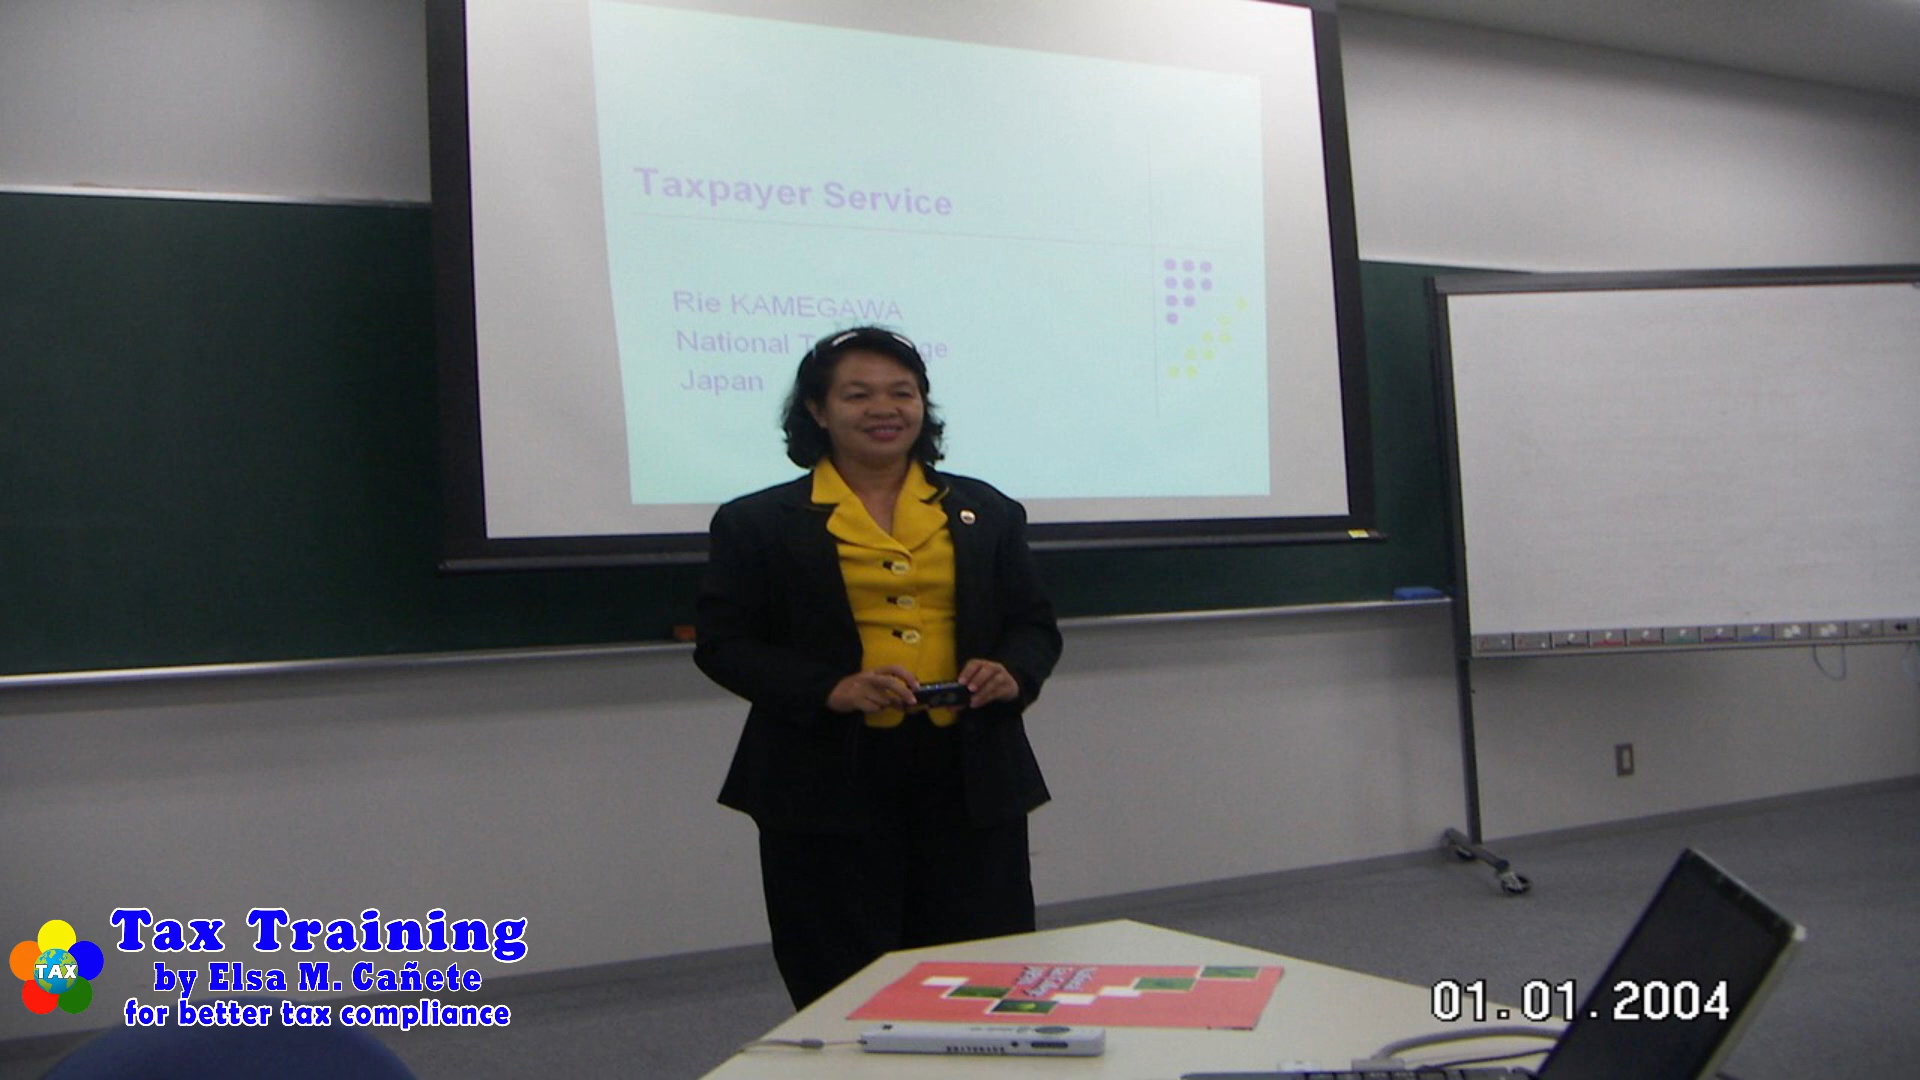 Taxpayer Service
Rie KAMEGAWA
National T ge
Japan
Tax Training
by Elsa M. Cañete
for better tax compliance
TAX
01.01.2004